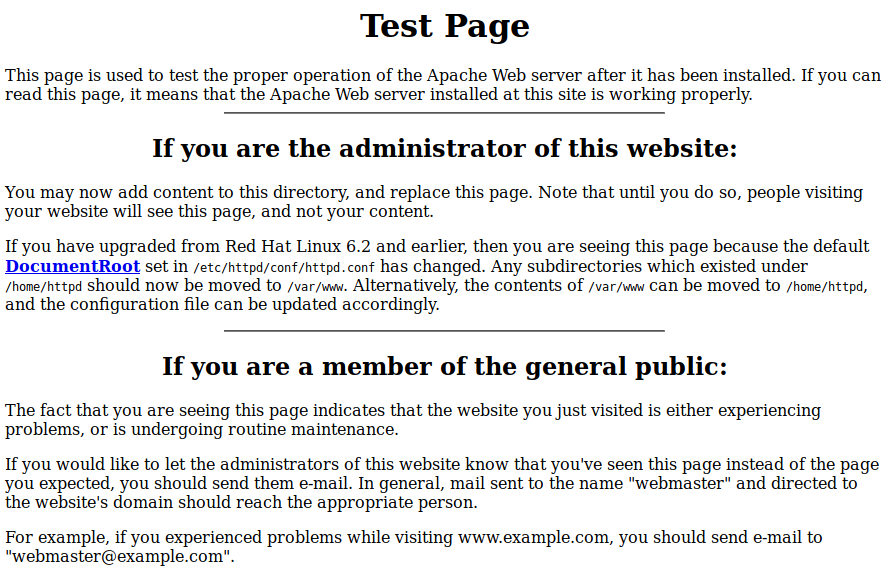 Test Page
This page is used to test the proper operation of the Apache Web server after it has been installed. If you can
read this page, it means that the Apache Web server installed at this site is working properly.
If you are the administrator of this website:
You may now add content to this directory, and replace this page. Note that until you do so, people visiting
your website will see this page, and not your content.
If you have upgraded from Red Hat Linux 6.2 and earlier, then you are seeing this page because the default
DocumentRoot set in /etc/httpd/conf/httpd.conf has changed. Any subdirectories which existed under
/home/httpd should now be moved to /var/www. Alternatively, the contents of /var/www can be moved to /home/httpd,
and the configuration file can be updated accordingly.
If you are a member of the general public:
The fact that you are seeing this page indicates that the website you just visited is either experiencing
problems, or is undergoing routine maintenance.
If you would like to let the administrators of this website know that you've seen this page instead of the page
you expected, you should send them e-mail. In general, mail sent to the name "webmaster" and directed to
the website's domain should reach the appropriate person.
For example, if you experienced problems while visiting www.example.com, you should send e-mail to
"webmaster@example.com".